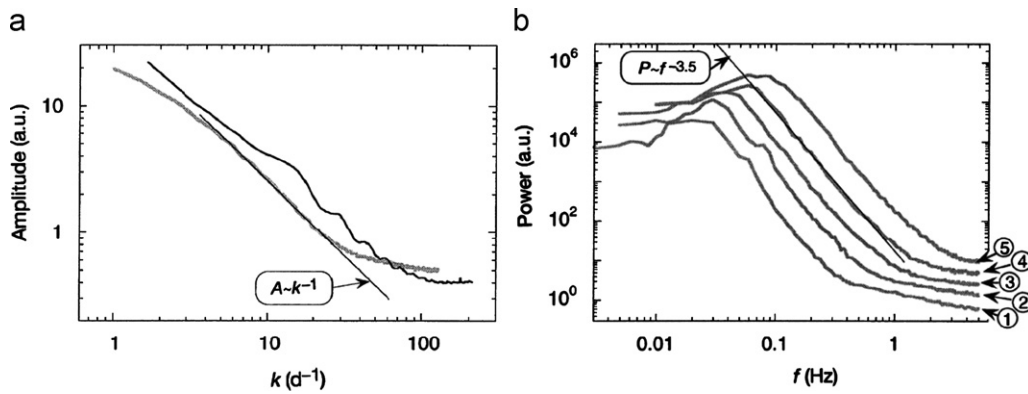 a
b
10
1
Amplitude (a.u.)
A~k⁻¹
1
10
100
k (d⁻¹)
10⁶
10⁴
10²
10⁰
Power (a.u.)
P~f⁻³·⁵
⑤
④
③
②
①
0.01
0.1
1
f (Hz)